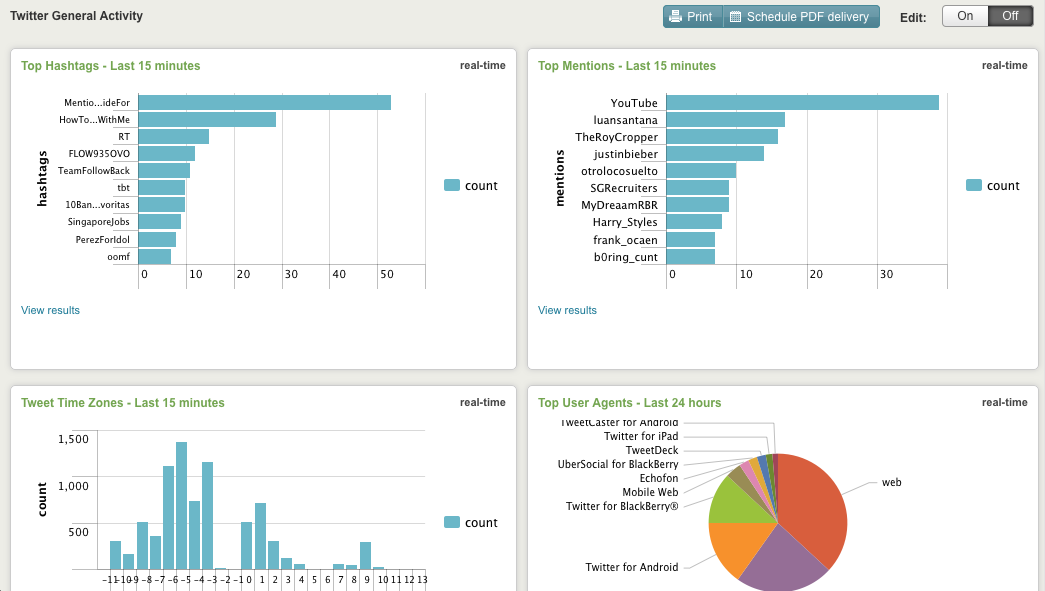 Twitter General Activity
Print
Schedule PDF delivery
Edit:
On
Off
Top Hashtags - Last 15 minutes
real-time
hashtags
Mentio...ideFor
HowTo...WithMe
RT
FLOW935OVO
TeamFollowBack
tbt
10Ban...voritas
SingaporeJobs
PerezForIdol
oomf
0 10 20 30 40 50
count
View results
Top Mentions - Last 15 minutes
real-time
mentions
YouTube
luansantana
TheRoyCropper
justinbieber
otrolocosuelto
SGRecruiters
MyDreaamRBR
Harry_Styles
frank_ocaen
b0ring_cunt
0 10 20 30
count
View results
Tweet Time Zones - Last 15 minutes
real-time
count
1,500
1,000
500
-11 -10 -9 -8 -7 -6 -5 -4 -3 -2 -1 0 1 2 3 4 5 6 7 8 9 10 11 12 13
count
Top User Agents - Last 24 hours
real-time
TweetCaster for Android
Twitter for iPad
TweetDeck
UberSocial for BlackBerry
Echofon
Mobile Web
Twitter for BlackBerry®
Twitter for Android
web